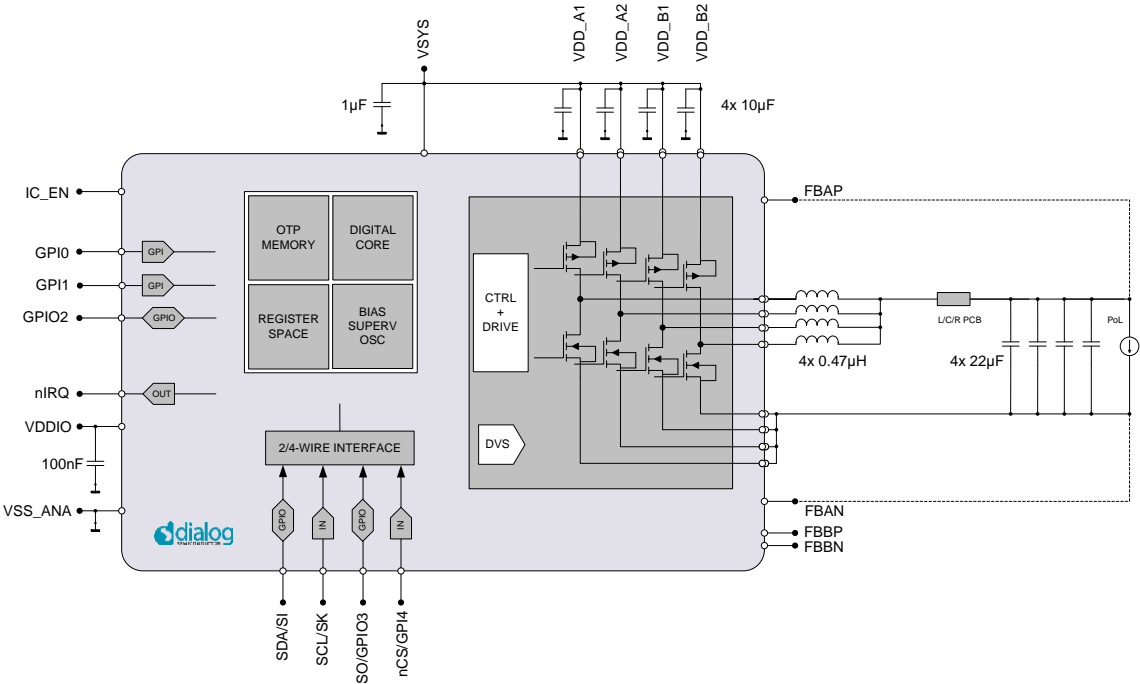 VSYS
VDD_A1
VDD_A2
VDD_B1
VDD_B2
1µF
4x 10µF
IC_EN
FBAP
OTP
MEMORY
DIGITAL
CORE
GPI0
GPI
GPI1
GPI
GPIO2
GPIO
REGISTER
SPACE
BIAS
SUPERV
OSC
CTRL
+
DRIVE
L/C/R PCB
PoL
4x 0.47µH
4x 22µF
nIRQ
OUT
VDDIO
2/4-WIRE INTERFACE
DVS
100nF
VSS_ANA
GPIO
IN
GPIO
IN
FBAN
FBBP
FBBN
dialog
SEMICONDUCTOR
SDA/SI
SCL/SK
SO/GPIO3
nCS/GPI4